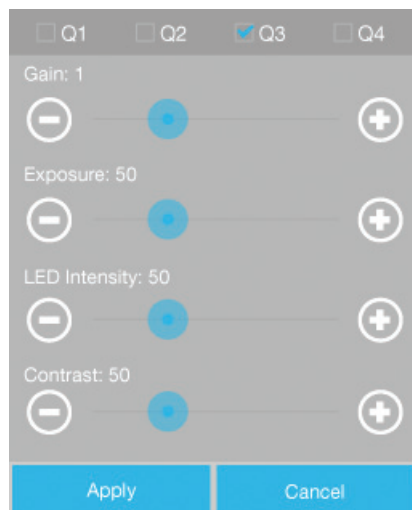 Q1 Q2 Q3 Q4
Gain: 1
Exposure: 50
LED Intensity: 50
Contrast: 50
Apply Cancel